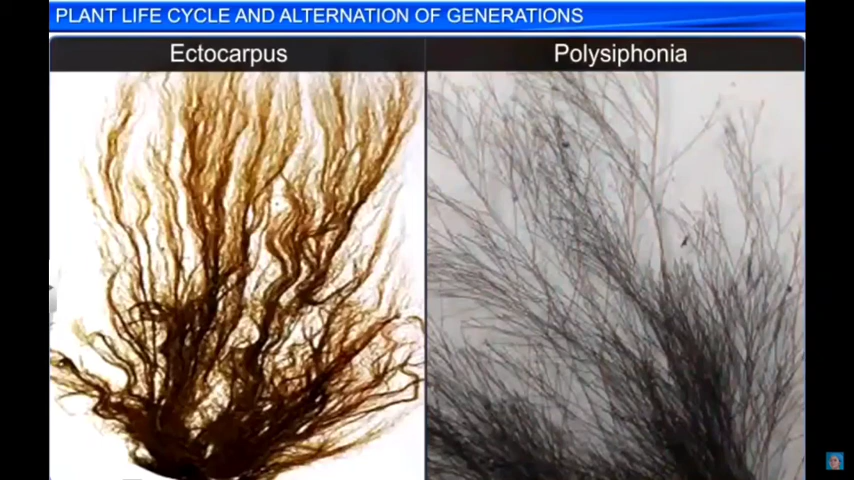 PLANT LIFE CYCLE AND ALTERNATION OF GENERATIONS
Ectocarpus
Polysiphonia